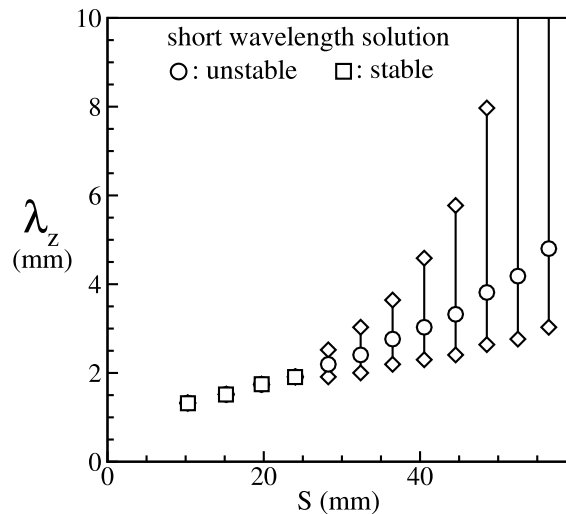 short wavelength solution
: unstable : stable
10
8
6
4
2
0
λz
(mm)
0 20 40
S (mm)